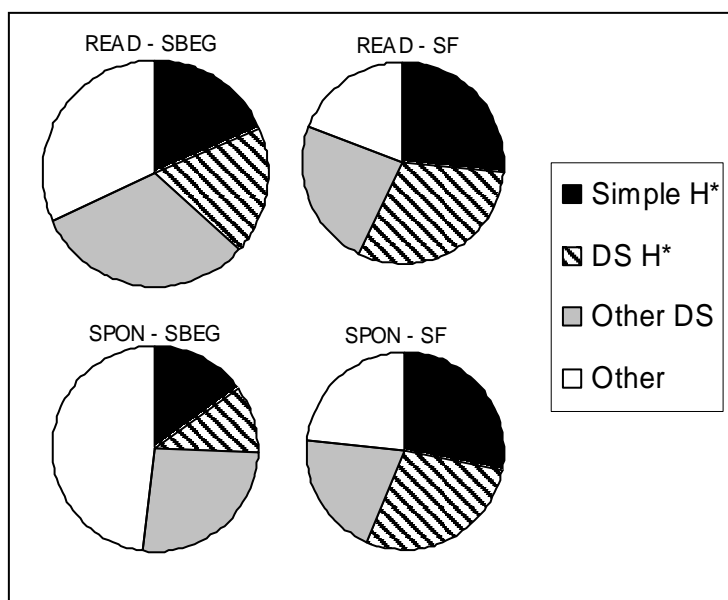 READ - SBEG
READ - SF
SPON - SBEG
SPON - SF
Simple H*
DS H*
Other DS
Other